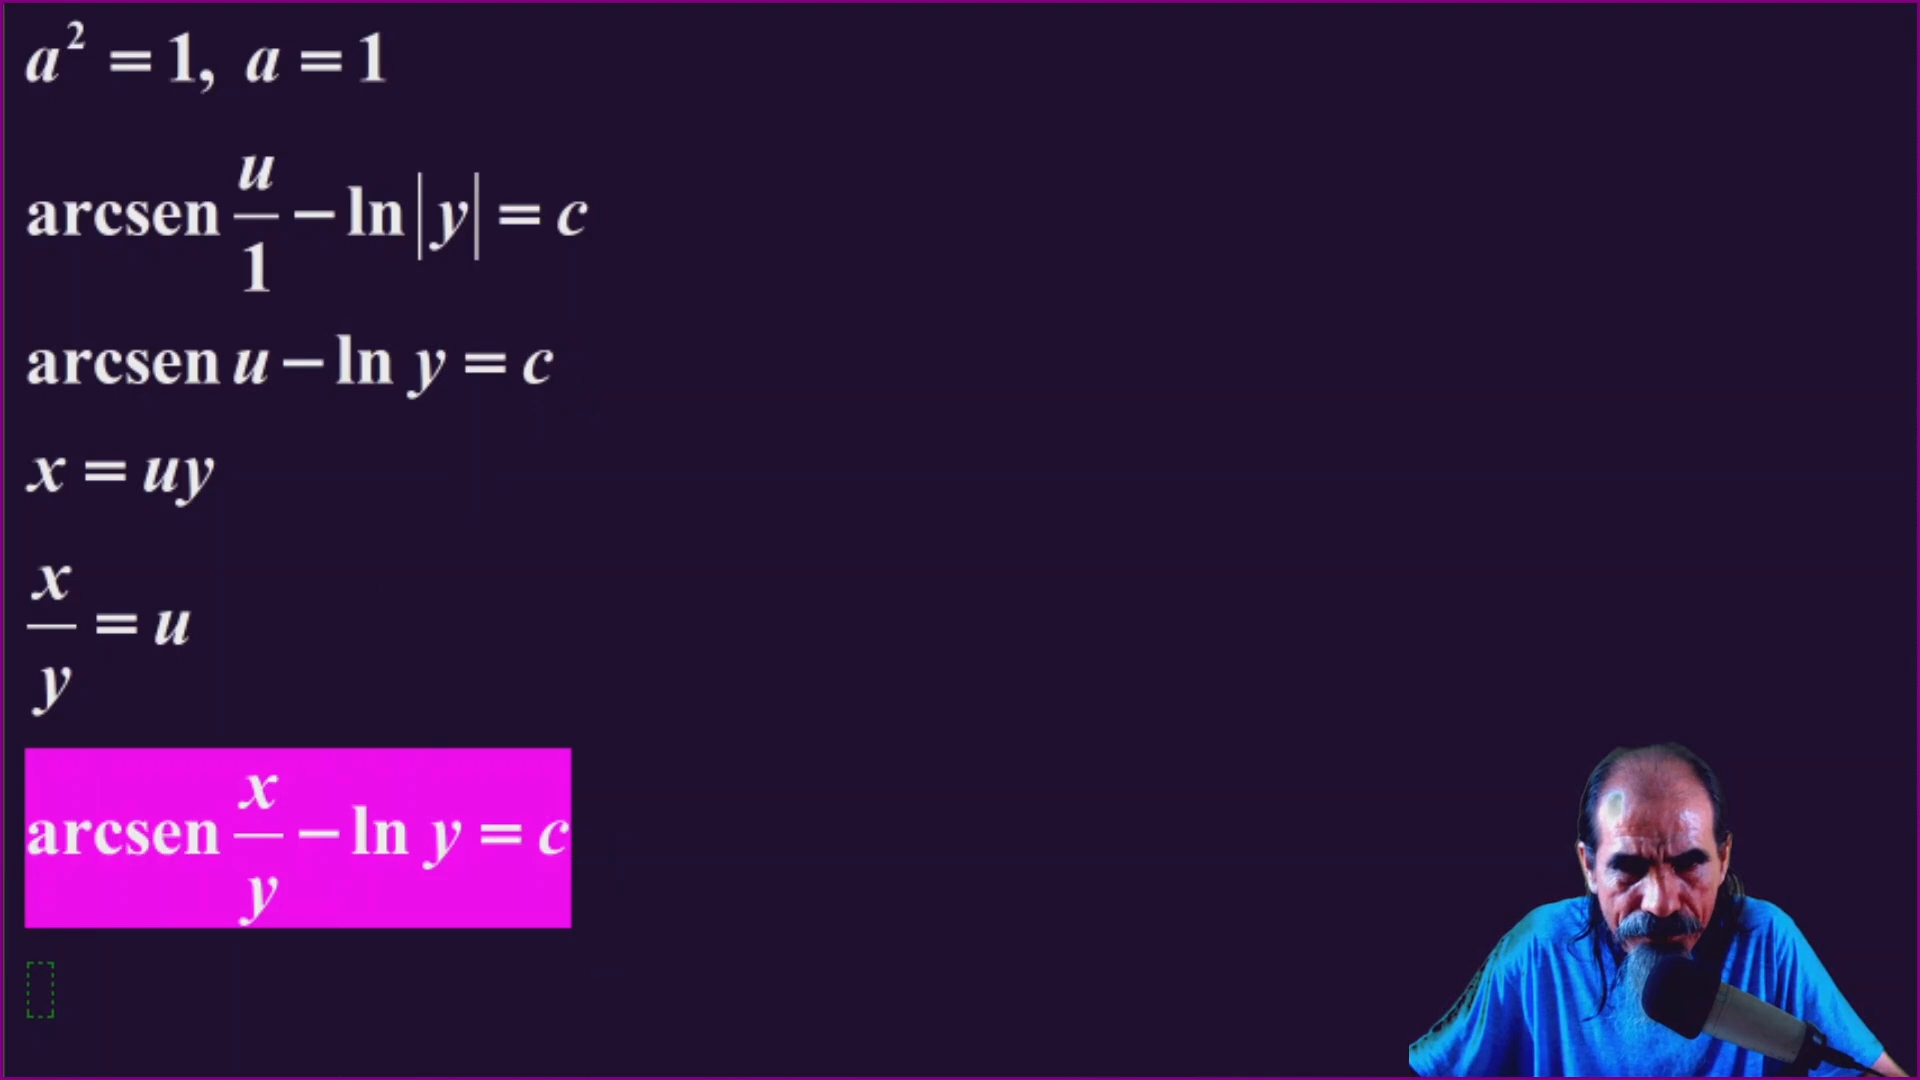 a² = 1, a = 1
arcsen u/1 − ln|y| = c
arcsen u − ln y = c
x = uy
x/y = u
arcsen x/y − ln y = c